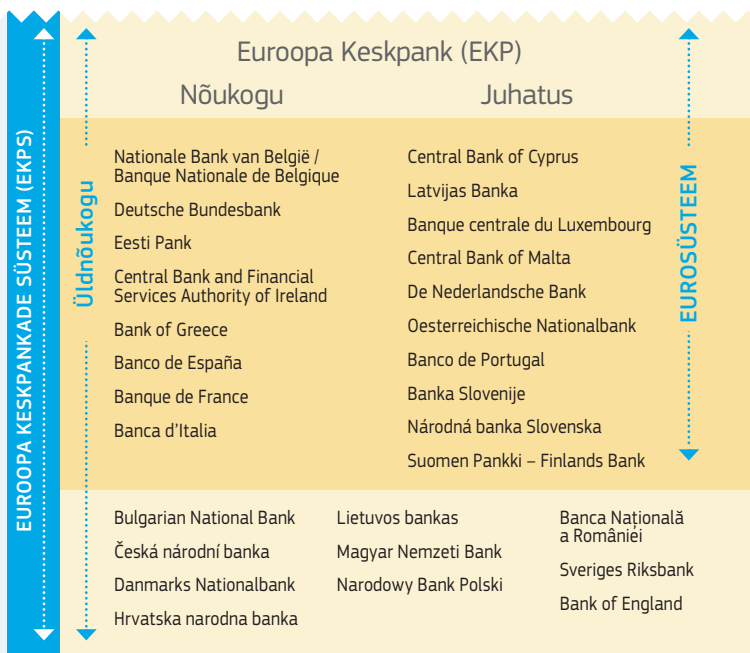 EUROOPA KESKPANKADE SÜSTEEM (EKPS)
Üldnõukogu
Euroopa Keskpank (EKP)
Nõukogu
Juhatus
Nationale Bank van België /
Banque Nationale de Belgique
Deutsche Bundesbank
Eesti Pank
Central Bank and Financial
Services Authority of Ireland
Bank of Greece
Banco de España
Banque de France
Banca d’Italia
Central Bank of Cyprus
Latvijas Banka
Banque centrale du Luxembourg
Central Bank of Malta
De Nederlandsche Bank
Oesterreichische Nationalbank
Banco de Portugal
Banka Slovenije
Národná banka Slovenska
Suomen Pankki – Finlands Bank
EUROSÜSTEEM
Bulgarian National Bank
Česká národní banka
Danmarks Nationalbank
Hrvatska narodna banka
Lietuvos bankas
Magyar Nemzeti Bank
Narodowy Bank Polski
Banca Națională
a României
Sveriges Riksbank
Bank of England